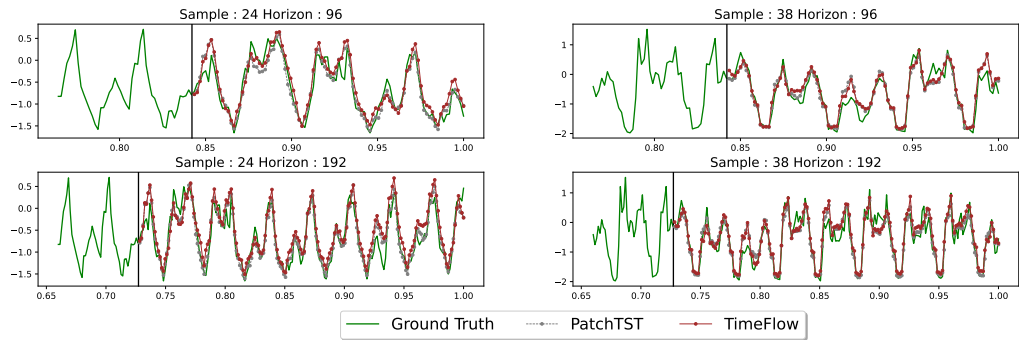 Sample : 24 Horizon : 96
0.5
0.0
−0.5
−1.0
−1.5
0.80 0.85 0.90 0.95 1.00
Sample : 38 Horizon : 96
1
0
−1
−2
0.80 0.85 0.90 0.95 1.00
Sample : 24 Horizon : 192
0.5
0.0
−0.5
−1.0
−1.5
0.65 0.70 0.75 0.80 0.85 0.90 0.95 1.00
Sample : 38 Horizon : 192
1
0
−1
−2
0.65 0.70 0.75 0.80 0.85 0.90 0.95 1.00
Ground Truth PatchTST TimeFlow